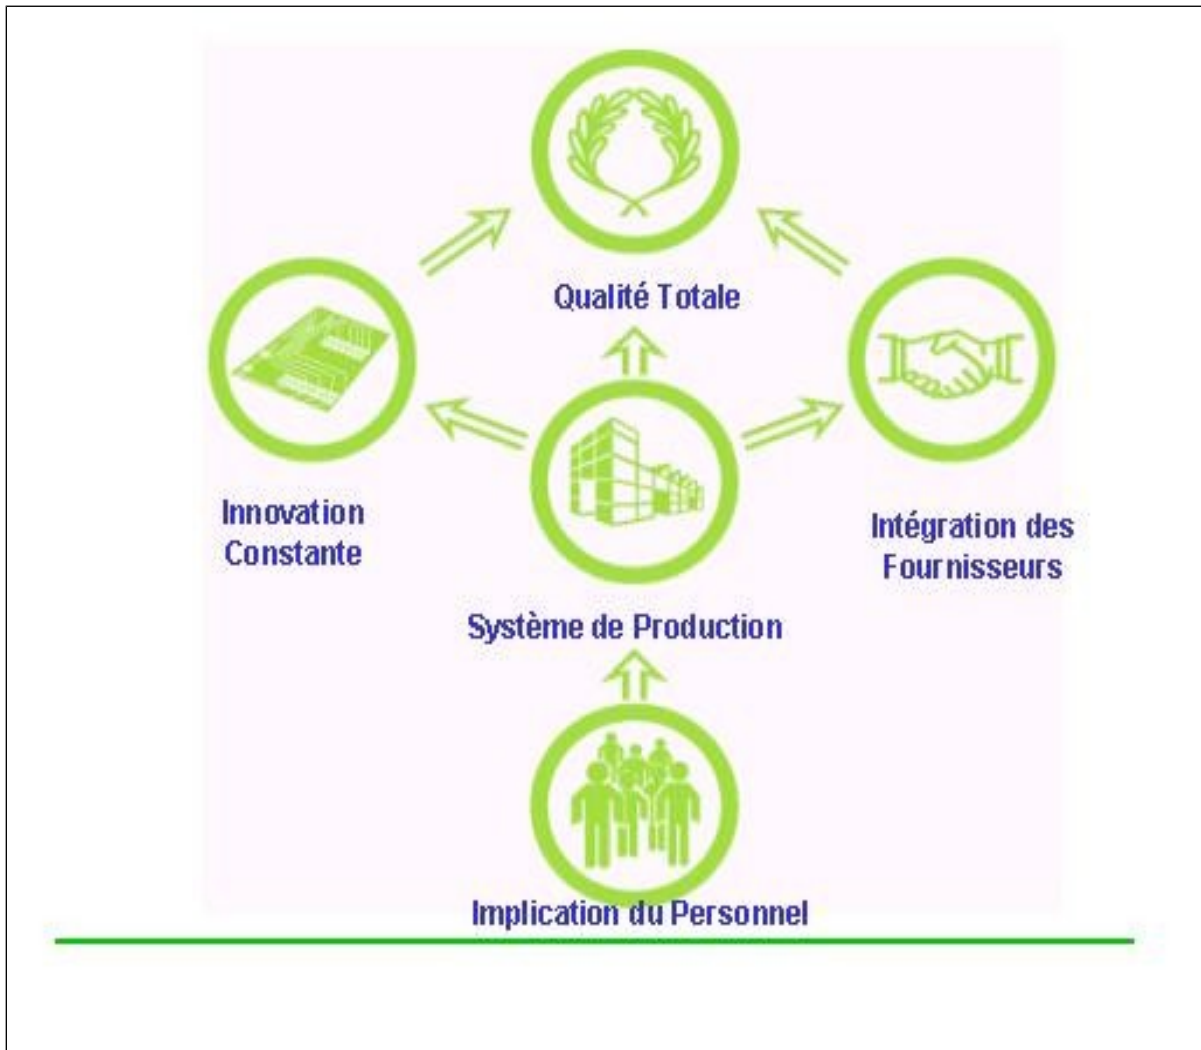 Qualité Totale
Innovation
Constante
Intégration des
Fournisseurs
Système de Production
Implication du Personnel